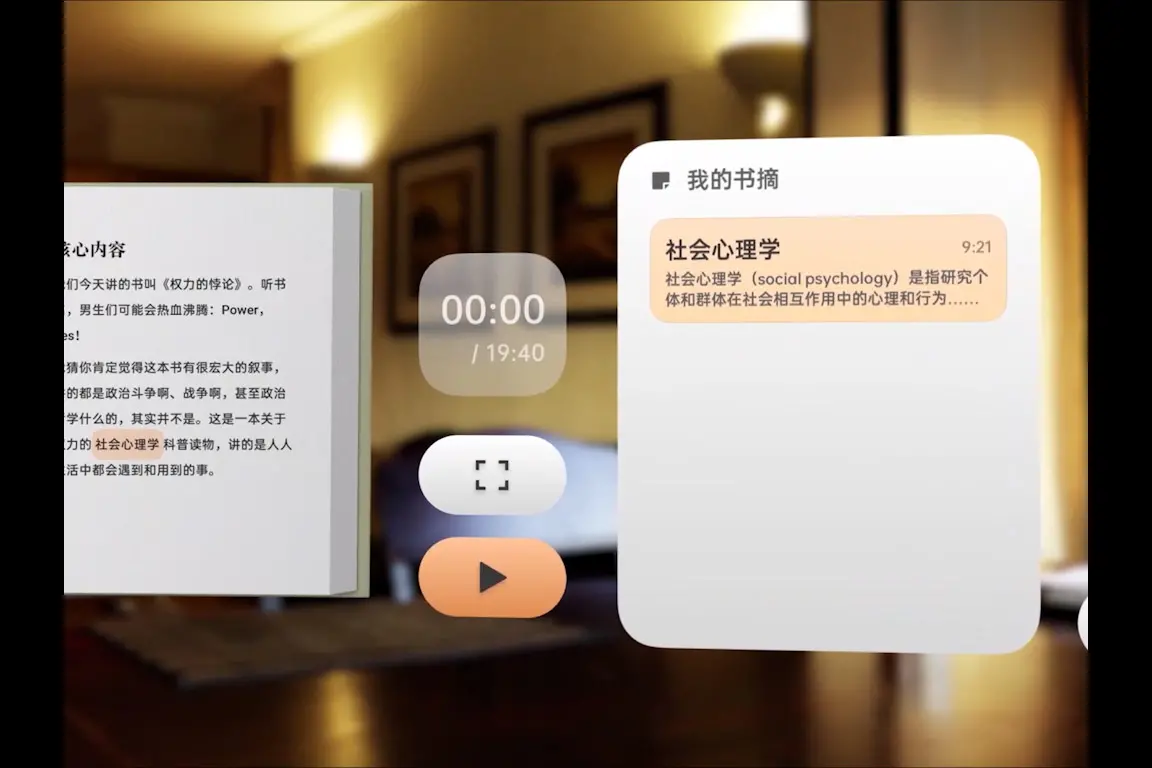 核心内容
们今天讲的书叫《权力的悖论》。听书
，男生们可能会热血沸腾：Power，
es!
猜你肯定觉得这本书有很宏大的叙事，
的都是政治斗争啊、战争啊，甚至政治
学什么的，其实并不是。这是一本关于
力的社会心理学科普读物，讲的是人人
活中都会遇到和用到的事。
00:00
/ 19:40
我的书摘
社会心理学
9:21
社会心理学（social psychology）是指研究个
体和群体在社会相互作用中的心理和行为……